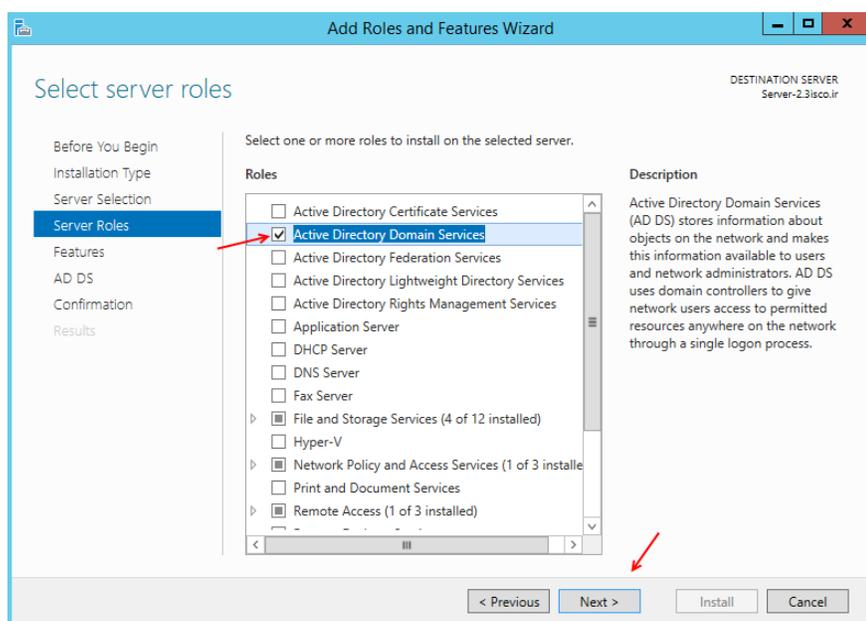 Add Roles and Features Wizard
Select server roles
DESTINATION SERVER
Server-2.3isco.ir
Before You Begin
Installation Type
Server Selection
Server Roles
Features
AD DS
Confirmation
Results
Select one or more roles to install on the selected server.
Roles
Active Directory Certificate Services
Active Directory Domain Services
Active Directory Federation Services
Active Directory Lightweight Directory Services
Active Directory Rights Management Services
Application Server
DHCP Server
DNS Server
Fax Server
File and Storage Services (4 of 12 installed)
Hyper-V
Network Policy and Access Services (1 of 3 installe
Print and Document Services
Remote Access (1 of 3 installed)
Description
Active Directory Domain Services
(AD DS) stores information about
objects on the network and makes
this information available to users
and network administrators. AD DS
uses domain controllers to give
network users access to permitted
resources anywhere on the network
through a single logon process.
< Previous
Next >
Install
Cancel